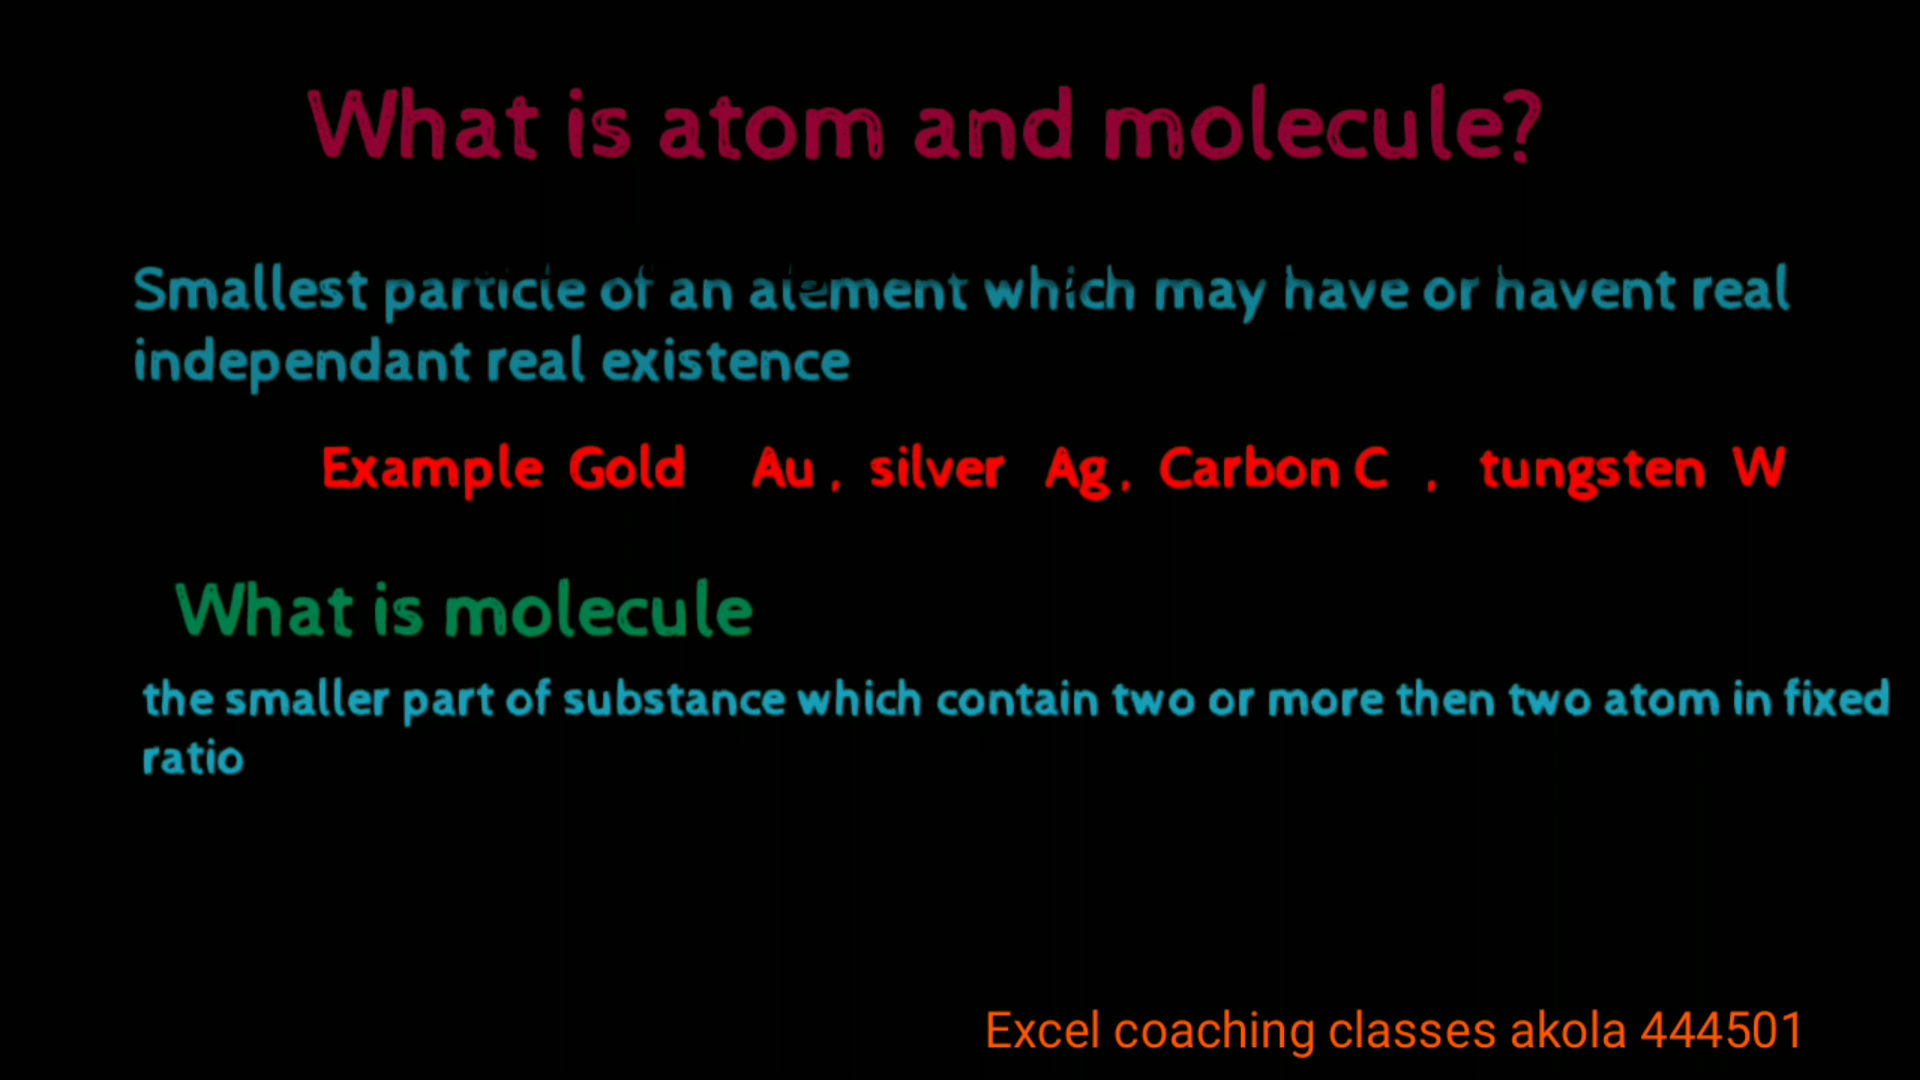 What is atom and molecule?
Smallest particle of an alement which may have or havent real
independant real existence
Example Gold Au , silver Ag , Carbon C , tungsten W
What is molecule
the smaller part of substance which contain two or more then two atom in fixed
ratio
Excel coaching classes akola 444501